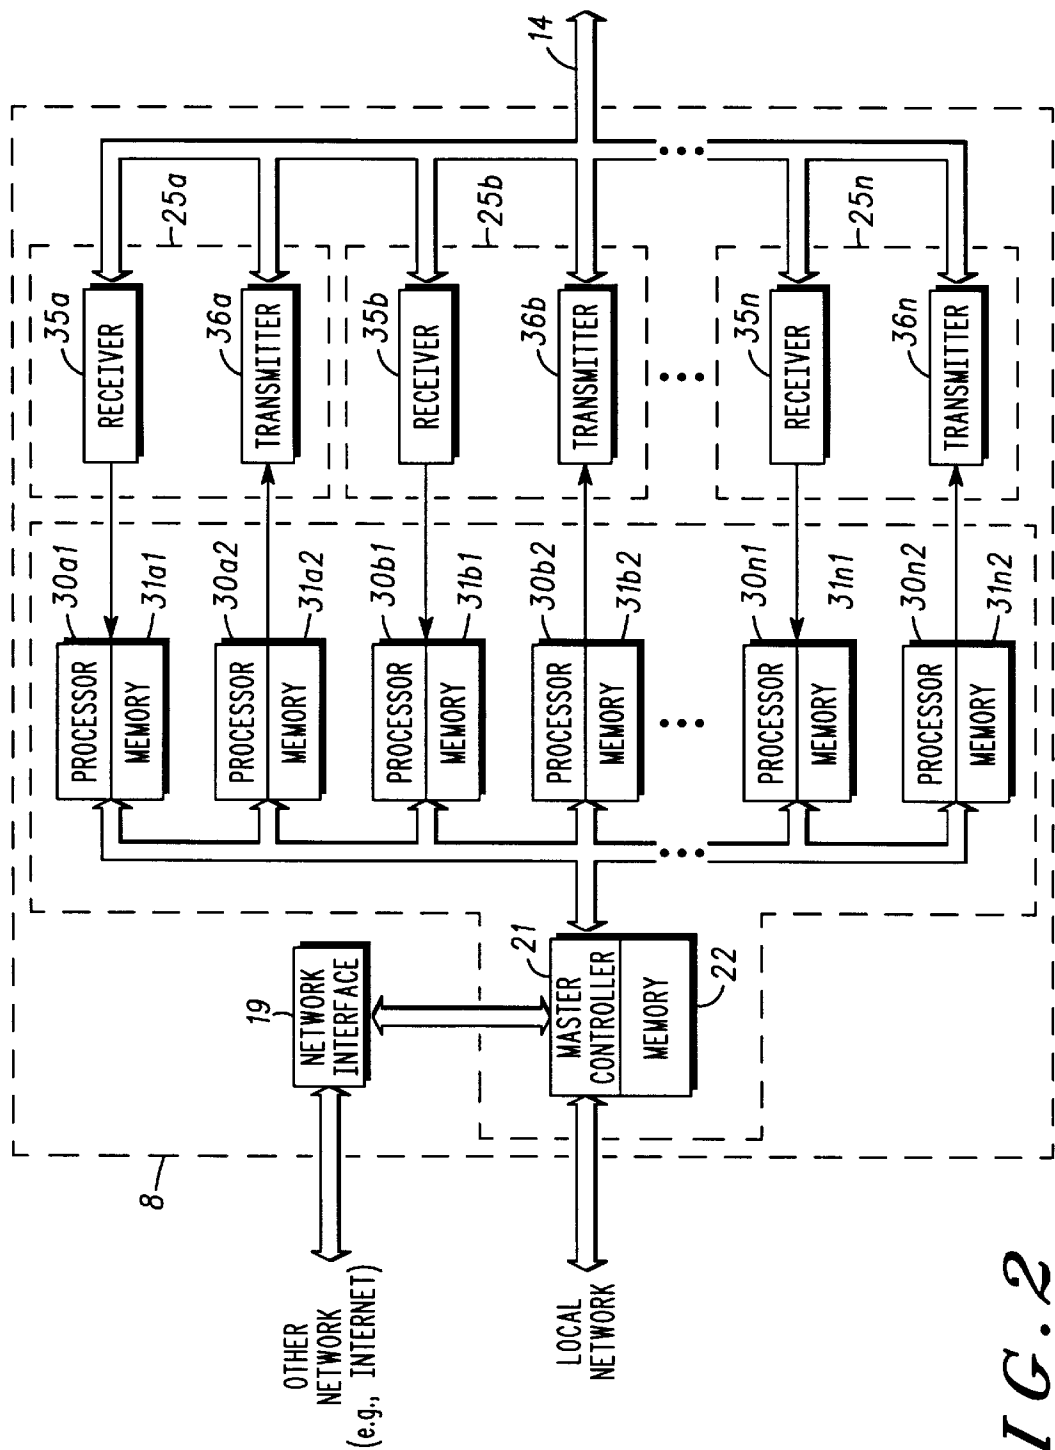 8
OTHER
NETWORK
(e.g., INTERNET)
LOCAL
NETWORK
19
NETWORK
INTERFACE
21
MASTER
CONTROLLER
MEMORY
22
30a1
PROCESSOR
MEMORY
31a1
30a2
PROCESSOR
MEMORY
31a2
30b1
PROCESSOR
MEMORY
31b1
30b2
PROCESSOR
MEMORY
31b2
30n1
PROCESSOR
MEMORY
31n1
30n2
PROCESSOR
MEMORY
31n2
35a
RECEIVER
25a
36a
TRANSMITTER
35b
RECEIVER
25b
36b
TRANSMITTER
35n
RECEIVER
25n
36n
TRANSMITTER
14
IG. 2